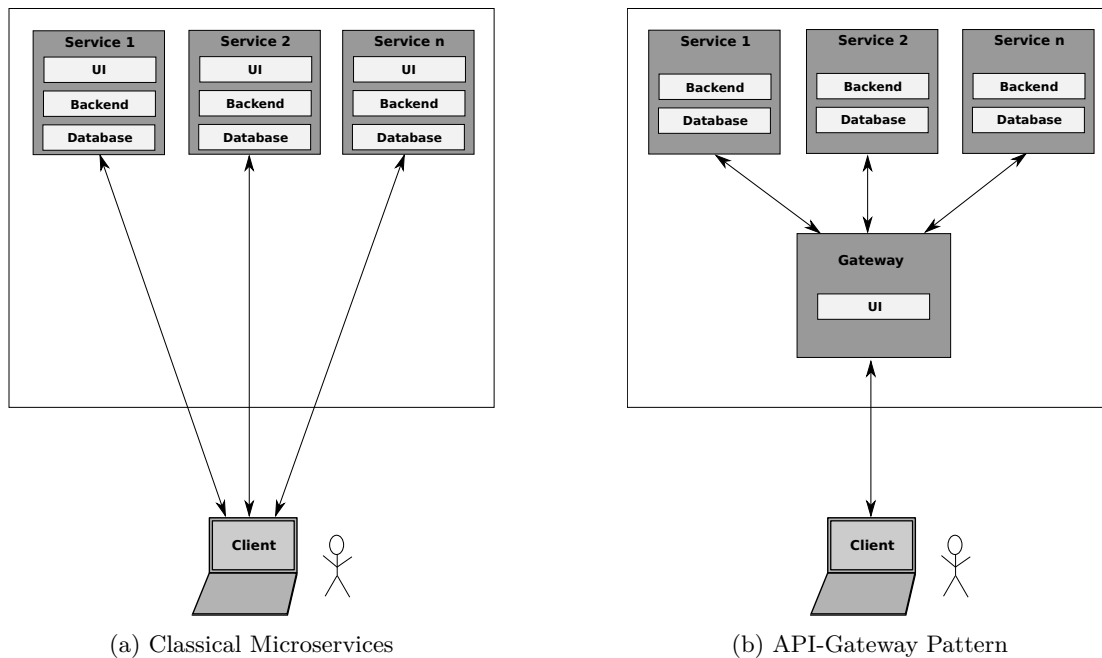 Service 1
UI
Backend
Database
Service 2
UI
Backend
Database
Service n
UI
Backend
Database
Client
(a) Classical Microservices
Service 1
Backend
Database
Service 2
Backend
Database
Service n
Backend
Database
Gateway
UI
Client
(b) API-Gateway Pattern